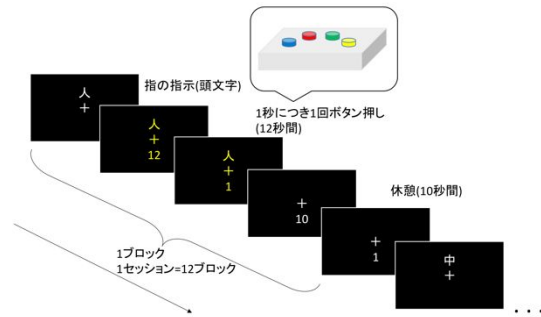 人
+
指の指示(頭文字)
人
+
12
1秒につき1回ボタン押し
(12秒間)
人
+
1
+
10
休憩(10秒間)
+
1
中
+
1ブロック
1セッション=12ブロック
・・・